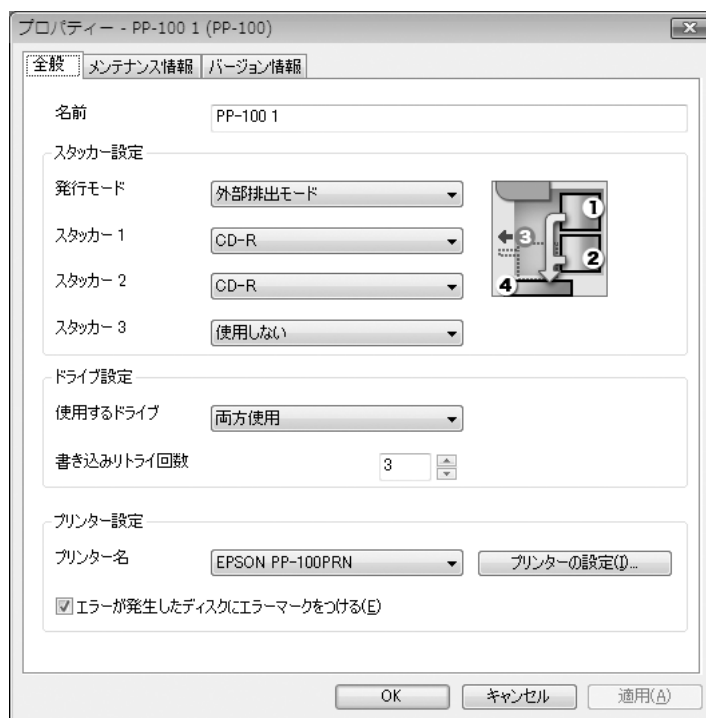 プロパティー - PP-100 1 (PP-100)
全般 メンテナンス情報 バージョン情報
名前 PP-100 1
スタッカー設定
発行モード 外部排出モード
スタッカー 1 CD-R
スタッカー 2 CD-R
スタッカー 3 使用しない
1
3
2
4
ドライブ設定
使用するドライブ 両方使用
書き込みリトライ回数 3
プリンター設定
プリンター名 EPSON PP-100PRN プリンターの設定(I)...
エラーが発生したディスクにエラーマークをつける(E)
OK キャンセル 適用(A)